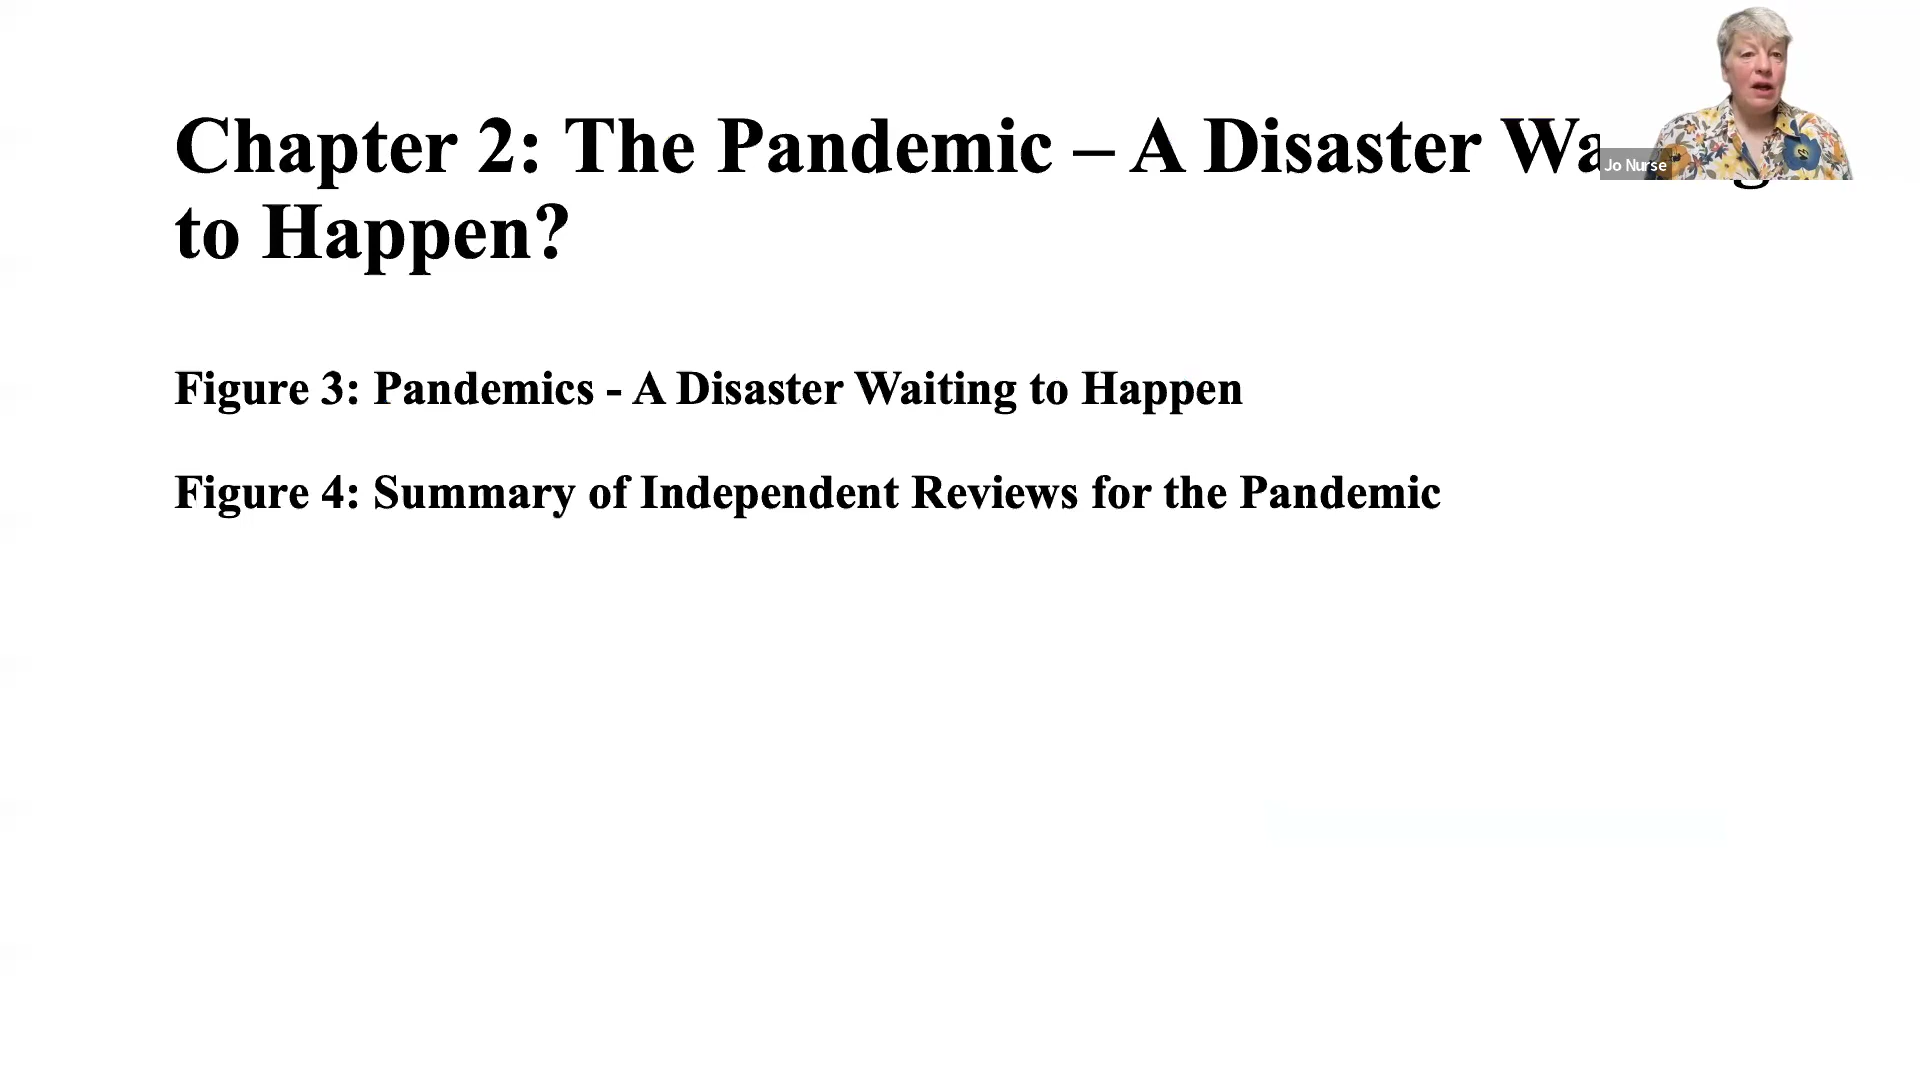 Chapter 2: The Pandemic – A Disaster
to Happen?
Jo Nurse
Figure 3: Pandemics - A Disaster Waiting to Happen
Figure 4: Summary of Independent Reviews for the Pandemic